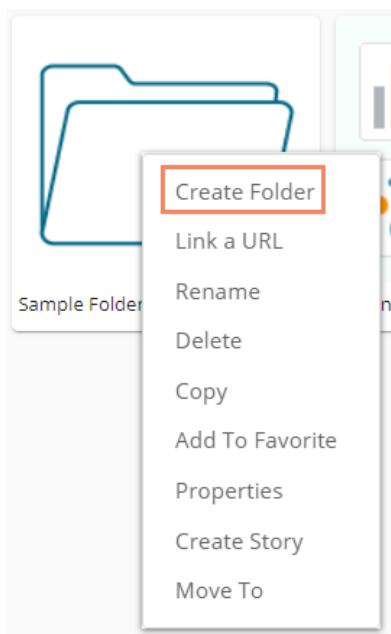 Create Folder
Link a URL
Sample Folder
Rename
Delete
Copy
Add To Favorite
Properties
Create Story
Move To